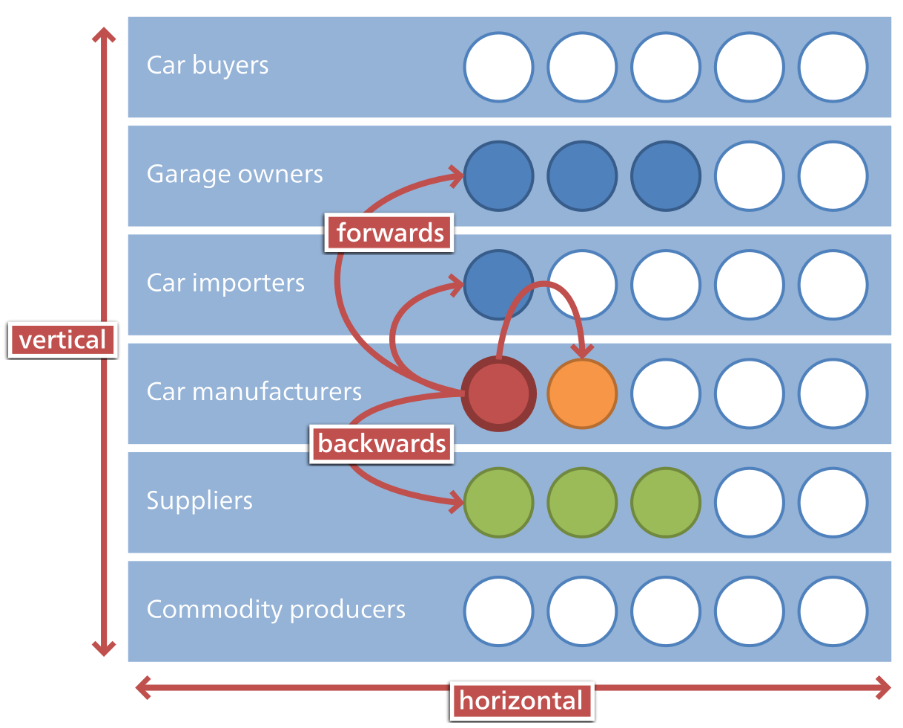 Car buyers
Garage owners
forwards
Car importers
vertical
Car manufacturers
backwards
Suppliers
Commodity producers
horizontal